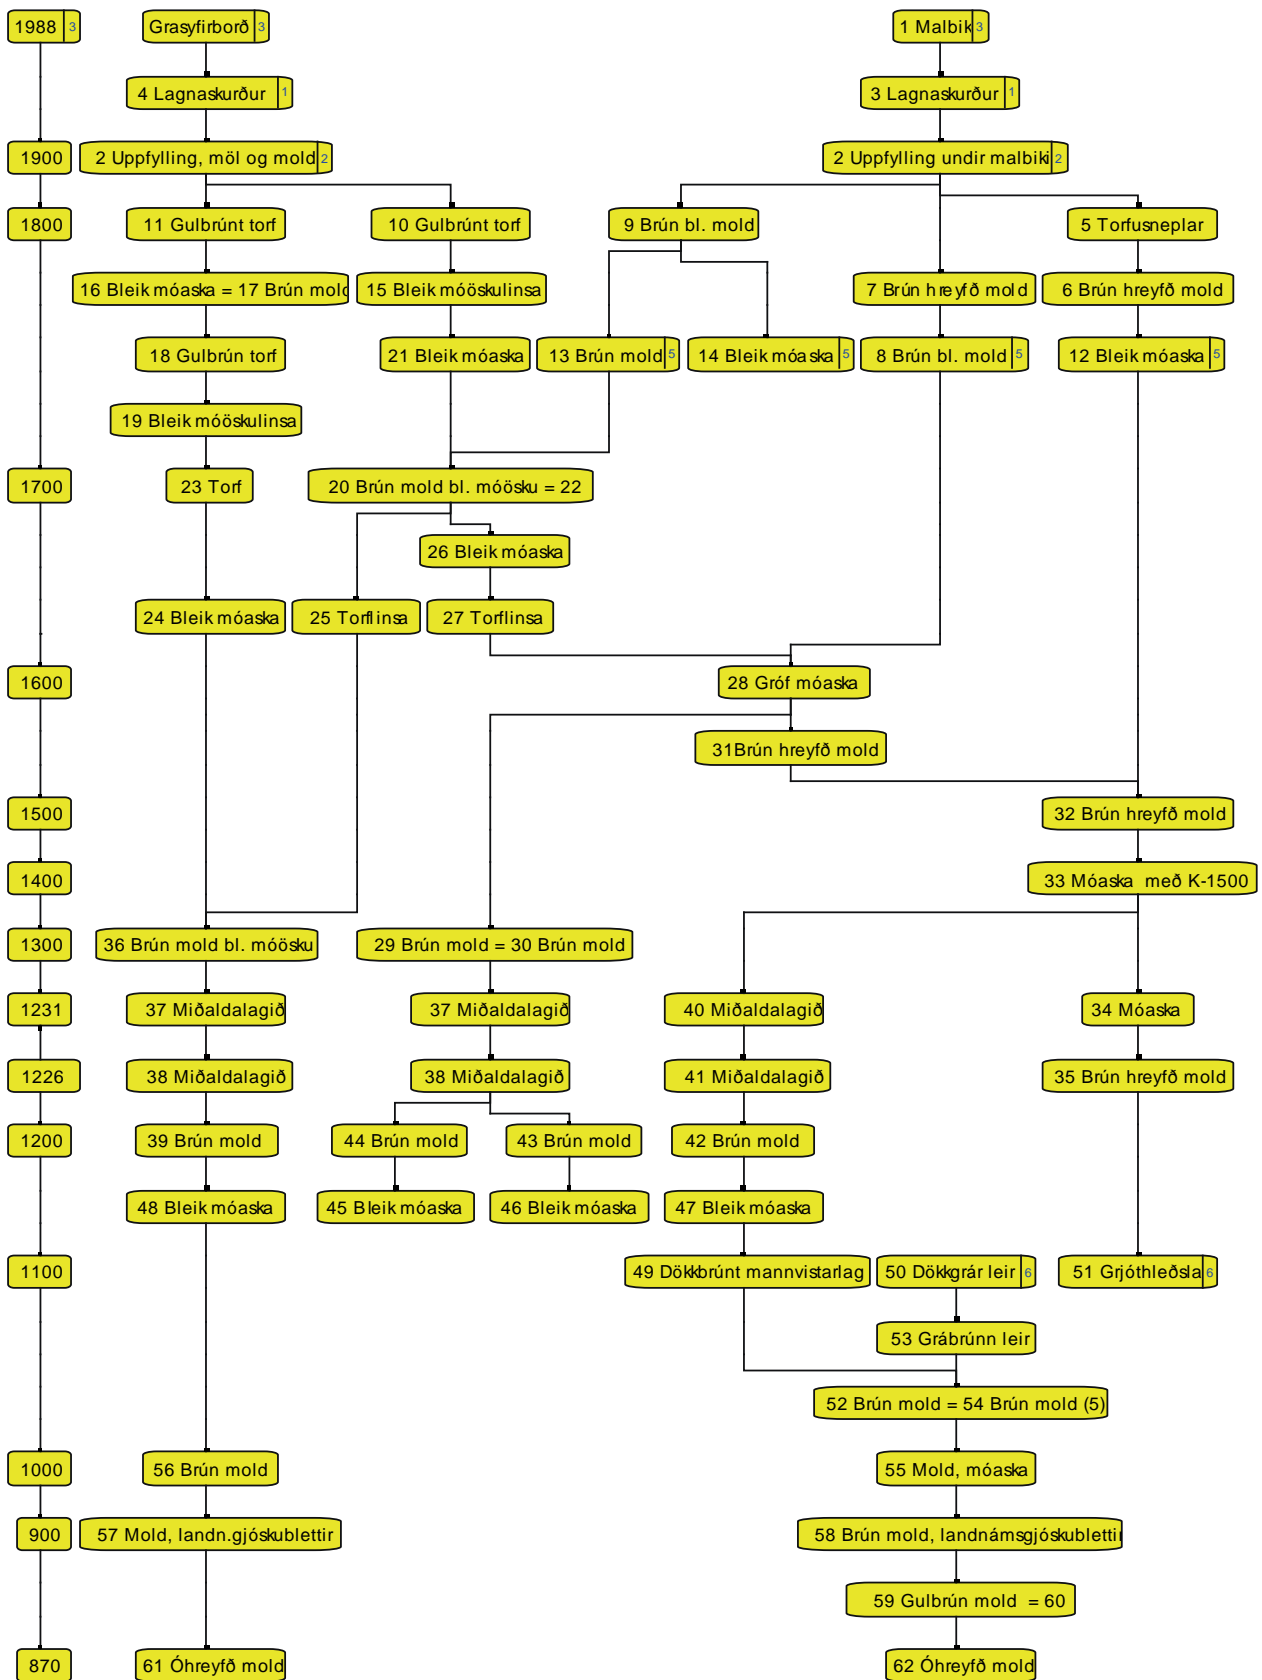 1988 3 Grasyfirborð 3 1 Malbik 3
4 Lagnaskurður 1 3 Lagnaskurður 1
1900 2 Uppfylling, möl og mold 2 2 Uppfylling undir malbiki 2
1800 11 Gulbrúnt torf 10 Gulbrúnt torf 9 Brún bl. mold 5 Torfusneplar
16 Bleik móaska = 17 Brún mold 15 Bleik móöskulinsa 7 Brún hreyfð mold 6 Brún hreyfð mold
18 Gulbrún torf 21 Bleik móaska 13 Brún mold 5 14 Bleik móaska 5 8 Brún bl. mold 5 12 Bleik móaska 5
19 Bleik móöskulinsa
1700 23 Torf 20 Brún mold bl. móösku = 22
26 Bleik móaska
24 Bleik móaska 25 Torflinsa 27 Torflinsa
1600 28 Gróf móaska
31Brún hreyfð mold
1500 32 Brún hreyfð mold
1400 33 Móaska með K-1500
1300 36 Brún mold bl. móösku 29 Brún mold = 30 Brún mold
1231 37 Miðaldalagið 37 Miðaldalagið 40 Miðaldalagið 34 Móaska
1226 38 Miðaldalagið 38 Miðaldalagið 41 Miðaldalagið 35 Brún hreyfð mold
1200 39 Brún mold 44 Brún mold 43 Brún mold 42 Brún mold
48 Bleik móaska 45 Bleik móaska 46 Bleik móaska 47 Bleik móaska
1100 49 Dökkbrúnt mannvistarlag 50 Dökkgrár leir 6 51 Grjóthleðsla 6
53 Grábrúnn leir
52 Brún mold = 54 Brún mold (5)
1000 56 Brún mold 55 Mold, móaska
900 57 Mold, landn.gjóskublettir 58 Brún mold, landnámsgjóskublettir
59 Gulbrún mold = 60
870 61 Óhreyfð mold 62 Óhreyfð mold